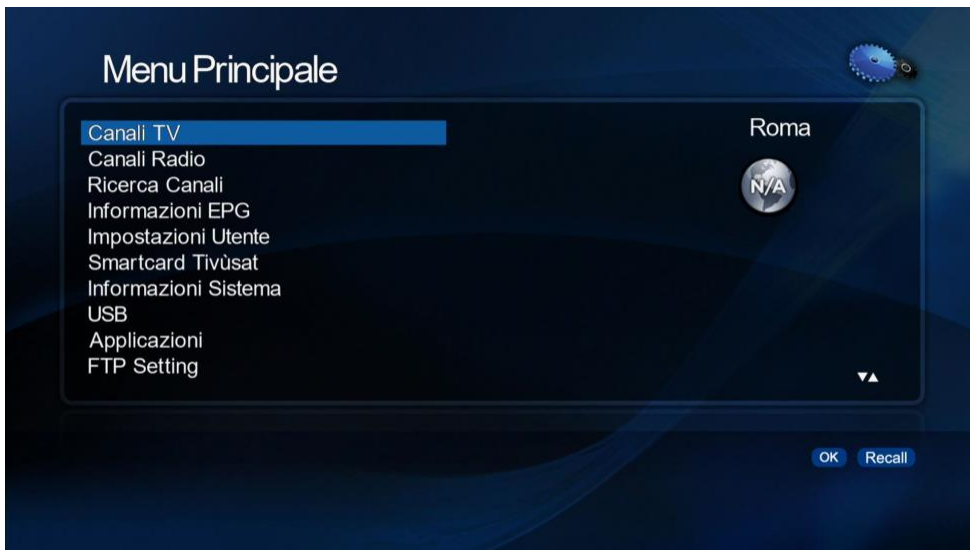 Menu Principale
Canali TV
Canali Radio
Ricerca Canali
Informazioni EPG
Impostazioni Utente
Smartcard Tivùsat
Informazioni Sistema
USB
Applicazioni
FTP Setting
Roma
N/A
OK Recall